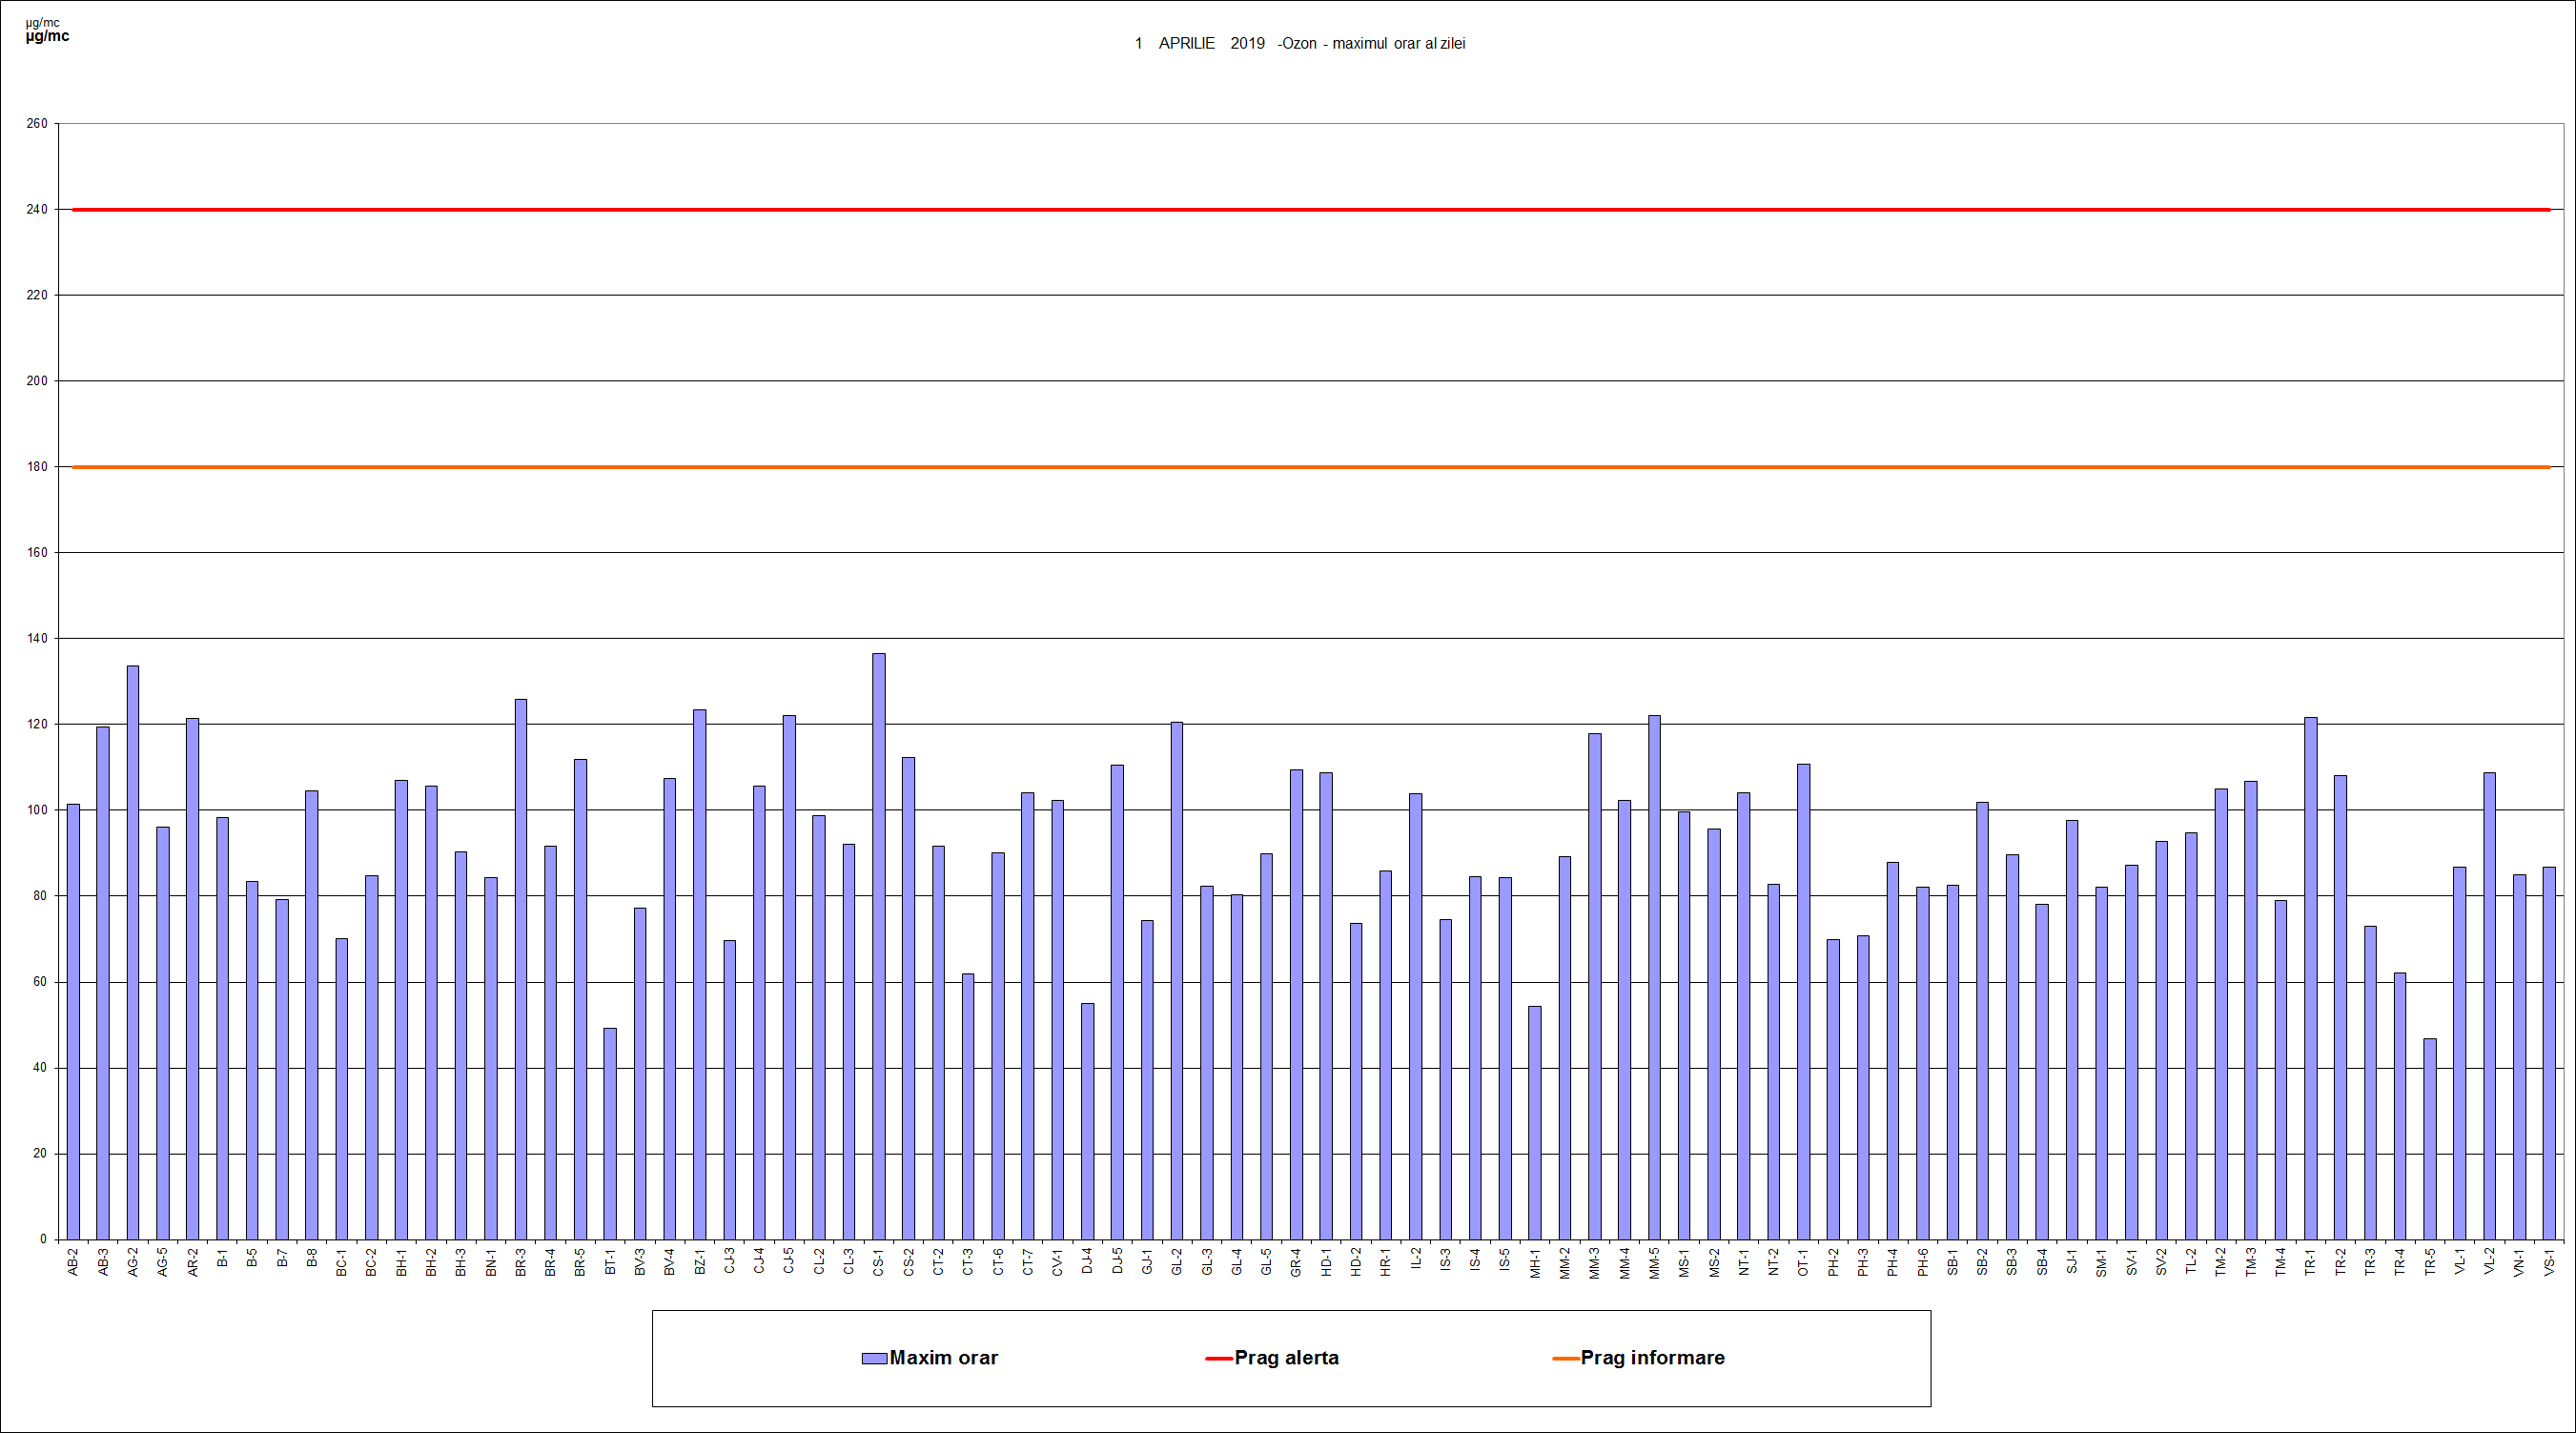 µg/mc
µg/mc
1 APRILIE 2019 -Ozon - maximul orar al zilei
260
240
220
200
180
160
140
120
100
80
60
40
20
0
AB-2 AB-3 AG-2 AG-5 AR-2 B-1 B-5 B-7 B-8 BC-1 BC-2 BH-1 BH-2 BH-3 BN-1 BR-3 BR-4 BR-5 BT-1 BV-3 BV-4 BZ-1 CJ-3 CJ-4 CJ-5 CL-2 CL-3 CS-1 CS-2 CT-2 CT-3 CT-6 CT-7 CV-1 DJ-4 DJ-5 GJ-1 GL-2 GL-3 GL-4 GL-5 GR-4 HD-1 HD-2 HR-1 IL-2 IS-3 IS-4 IS-5 MH-1 MM-2 MM-3 MM-4 MM-5 MS-1 MS-2 NT-1 NT-2 OT-1 PH-2 PH-3 PH-4 PH-6 SB-1 SB-2 SB-3 SB-4 SJ-1 SM-1 SV-1 SV-2 TL-2 TM-2 TM-3 TM-4 TR-1 TR-2 TR-3 TR-4 TR-5 VL-1 VL-2 VN-1 VS-1
Maxim orar Prag alerta Prag informare